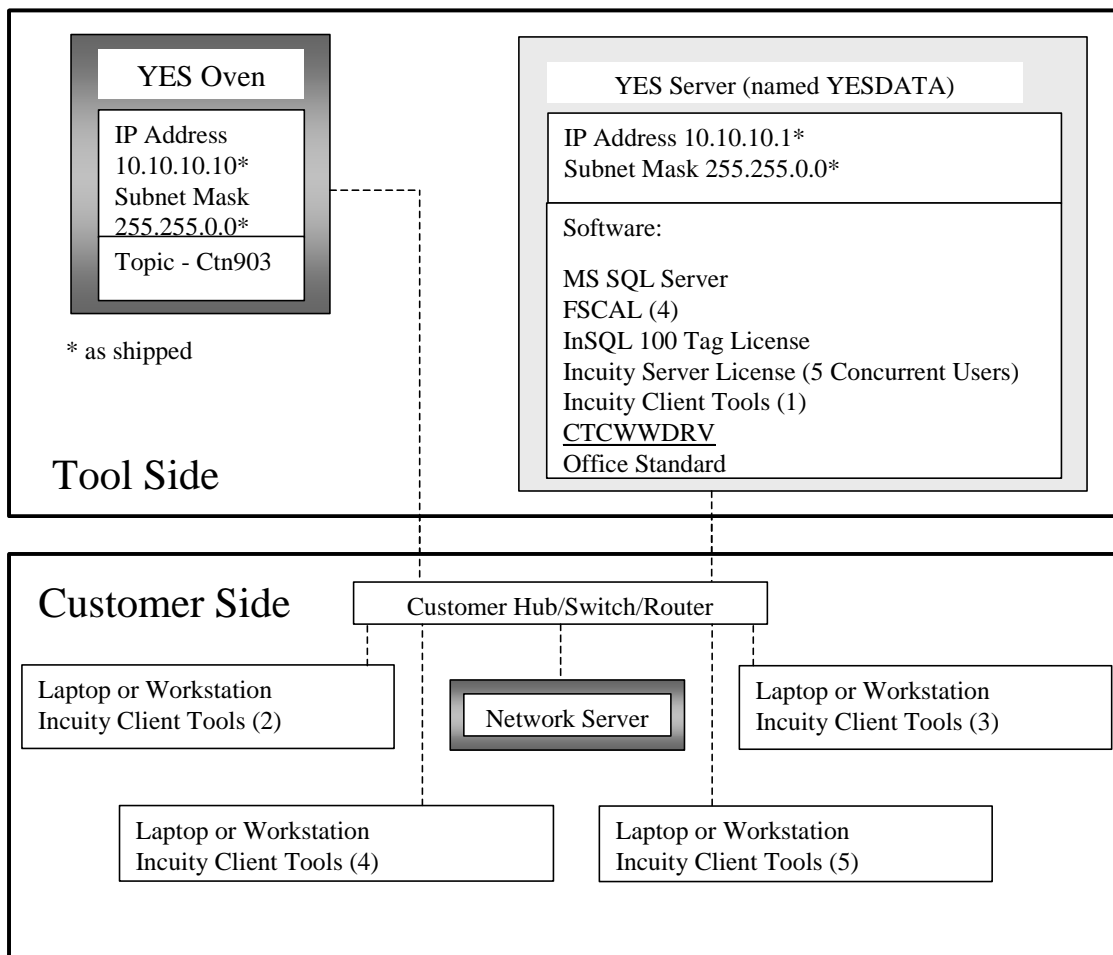 YES Oven
IP Address
10.10.10.10*
Subnet Mask
255.255.0.0*
Topic - Ctn903
* as shipped
Tool Side
YES Server (named YESDATA)
IP Address 10.10.10.1*
Subnet Mask 255.255.0.0*
Software:
MS SQL Server
FSCAL (4)
InSQL 100 Tag License
Incuity Server License (5 Concurrent Users)
Incuity Client Tools (1)
CTCWWDRV
Office Standard
Customer Side
Customer Hub/Switch/Router
Laptop or Workstation
Incuity Client Tools (2)
Network Server
Laptop or Workstation
Incuity Client Tools (3)
Laptop or Workstation
Incuity Client Tools (4)
Laptop or Workstation
Incuity Client Tools (5)